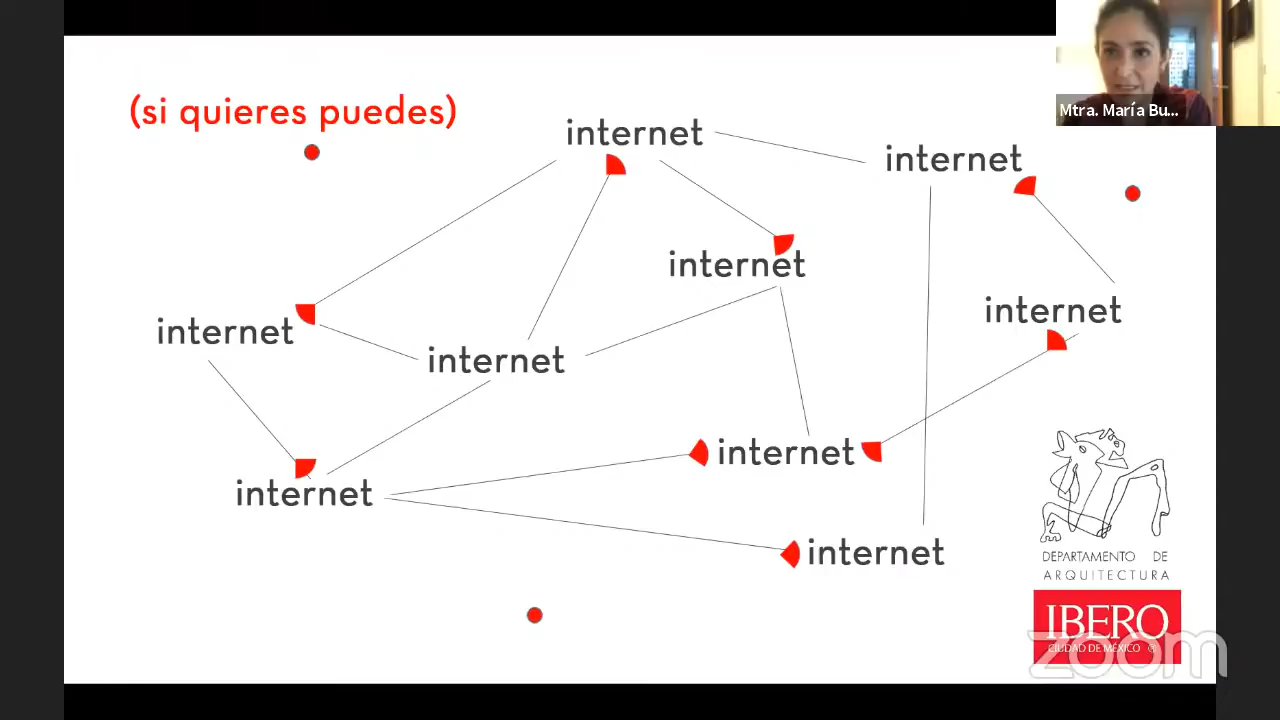 Mtra. María Bu...
(si quieres puedes)
internet
internet
internet
internet
internet
internet
internet
internet
internet
DEPARTAMENTO DE
ARQUITECTURA
IBERO
CIUDAD DE MÉXICO ®
zoom